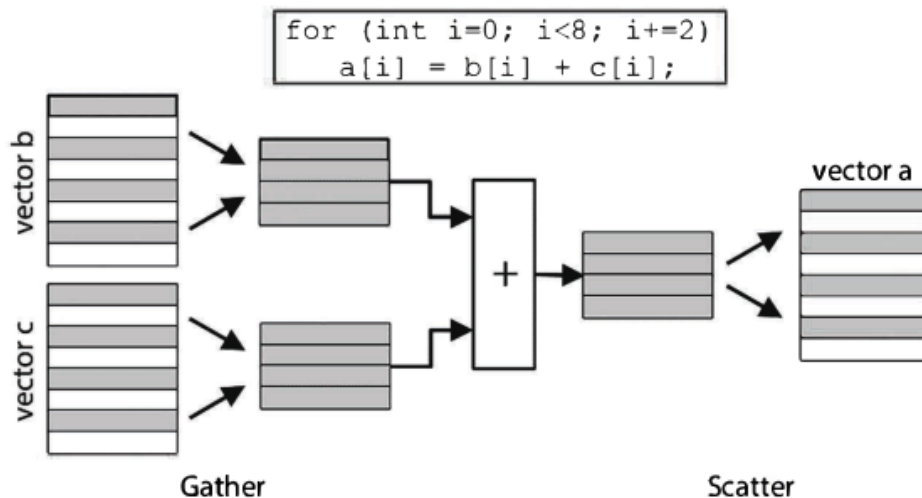 for (int i=0; i<8; i+=2)
a[i] = b[i] + c[i];
vector b
vector a
+
vector c
Gather
Scatter